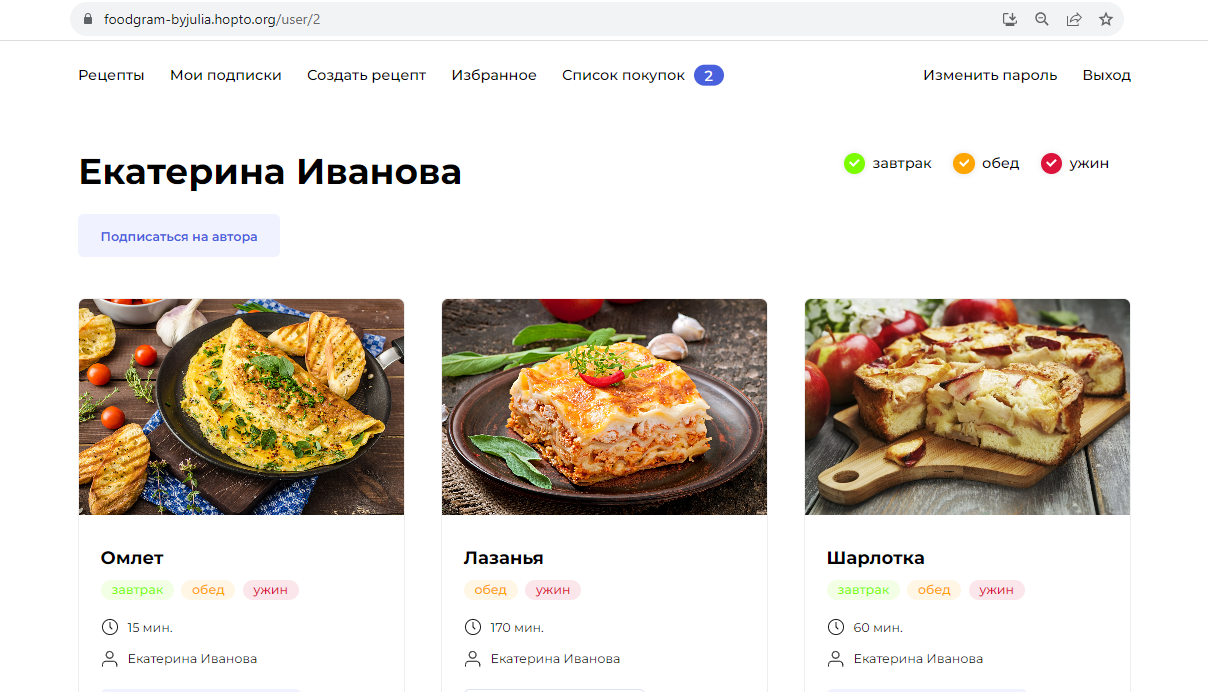 foodgram-byjulia.hopto.org/user/2
Рецепты Мои подписки Создать рецепт Избранное Список покупок 2 Изменить пароль Выход
Екатерина Иванова
завтрак обед ужин
Подписаться на автора
Омлет
завтрак обед ужин
15 мин.
Екатерина Иванова
Лазанья
обед ужин
170 мин.
Екатерина Иванова
Шарлотка
завтрак обед ужин
60 мин.
Екатерина Иванова